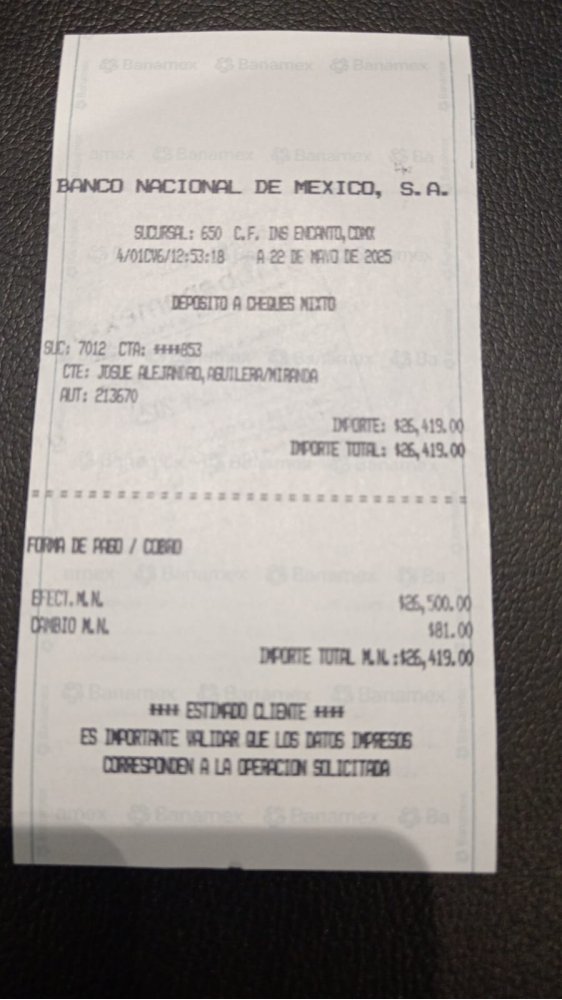 BANCO NACIONAL DE MEXICO, S.A.
SUCURSAL: 650 C.F. INS ENCANTO,CDMX
4/01CV6/12:53:18 A 22 DE MAYO DE 2025
DEPOSITO A CHEQUES MIXTO
SUC: 7012 CTA: ****853
CTE: JOSUE ALEJANDRO,AGUILERA/MIRANDA
AUT: 213670
IMPORTE: $26,419.00
IMPORTE TOTAL: $26,419.00
FORMA DE PAGO / COBRO
EFECT.M.N. $26,500.00
CAMBIO M.N. $81.00
IMPORTE TOTAL M.N.:$26,419.00
**** ESTIMADO CLIENTE ****
ES IMPORTANTE VALIDAR QUE LOS DATOS IMPRESOS
CORRESPONDEN A LA OPERACION SOLICITADA